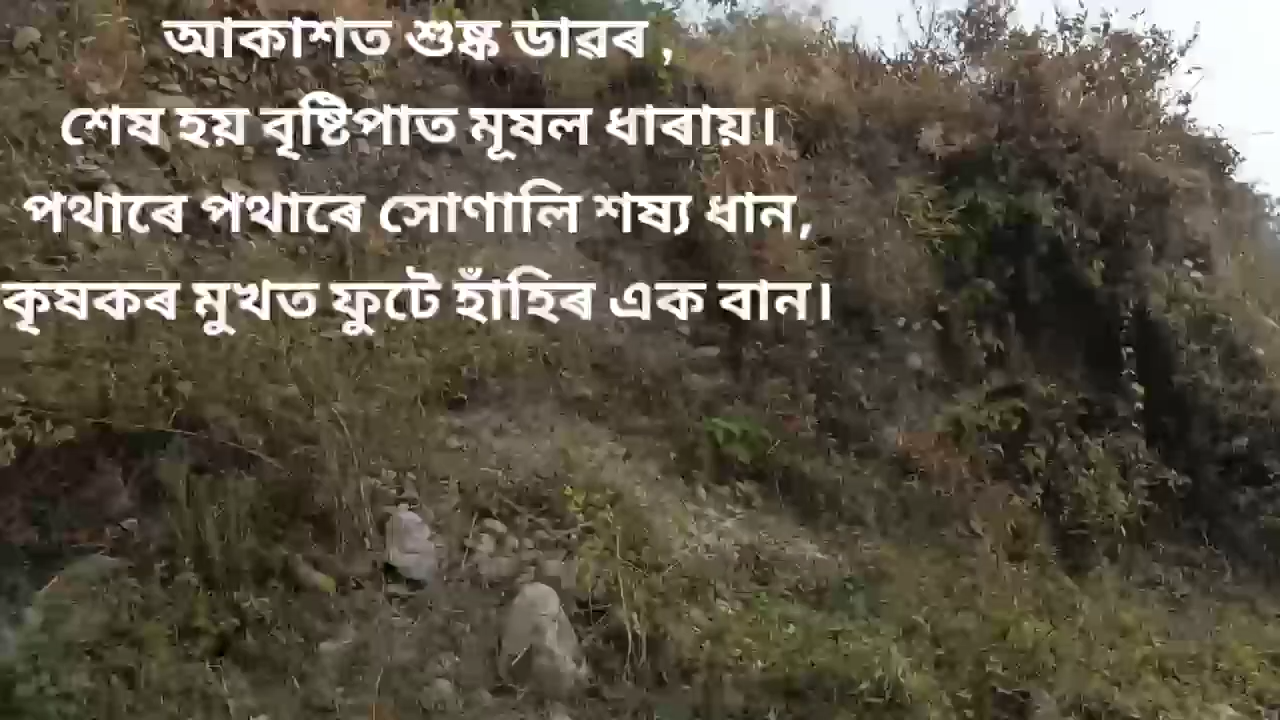 আকাশত শুষ্ক ডাৱৰ ,
শেষ হয় বৃষ্টিপাত মূষল ধাৰায়।
পথাৰে পথাৰে সোণালি শষ্য ধান,
কৃষকৰ মুখত ফুটে হাঁহিৰ এক বান।